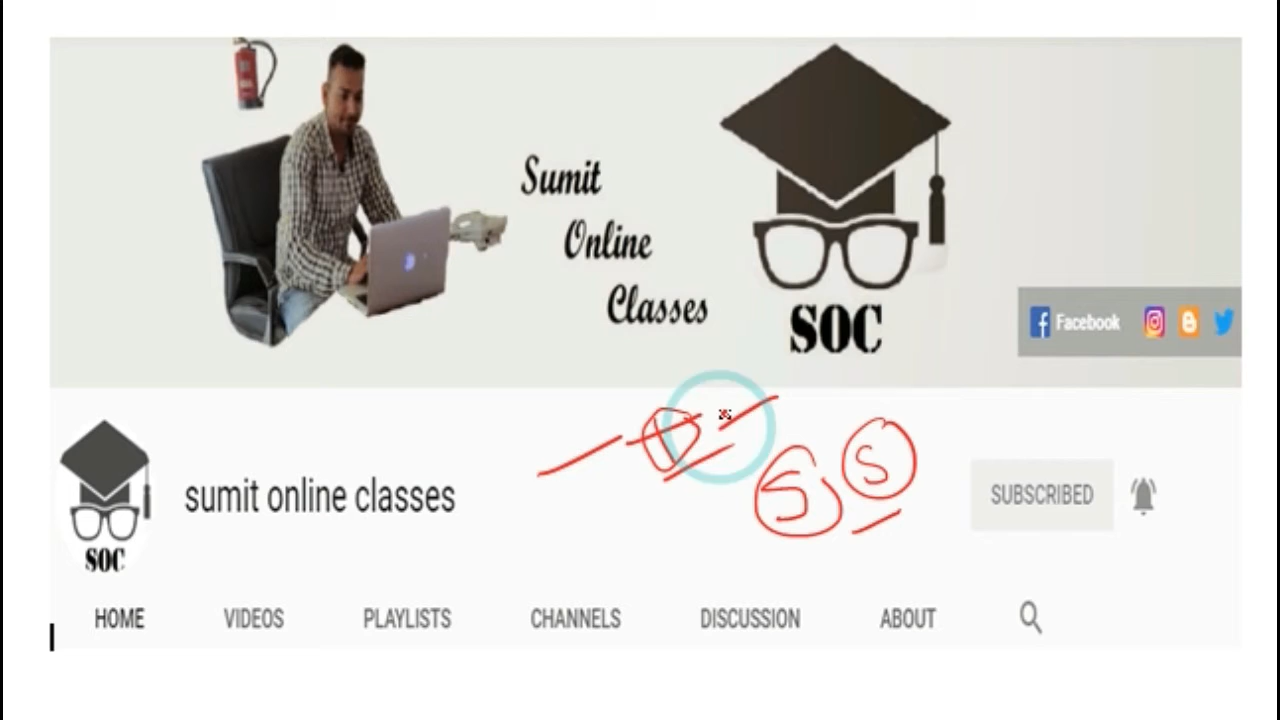 Sumit
Online
Classes
SOC
Facebook
S S
SOC
sumit online classes
SUBSCRIBED
HOME VIDEOS PLAYLISTS CHANNELS DISCUSSION ABOUT